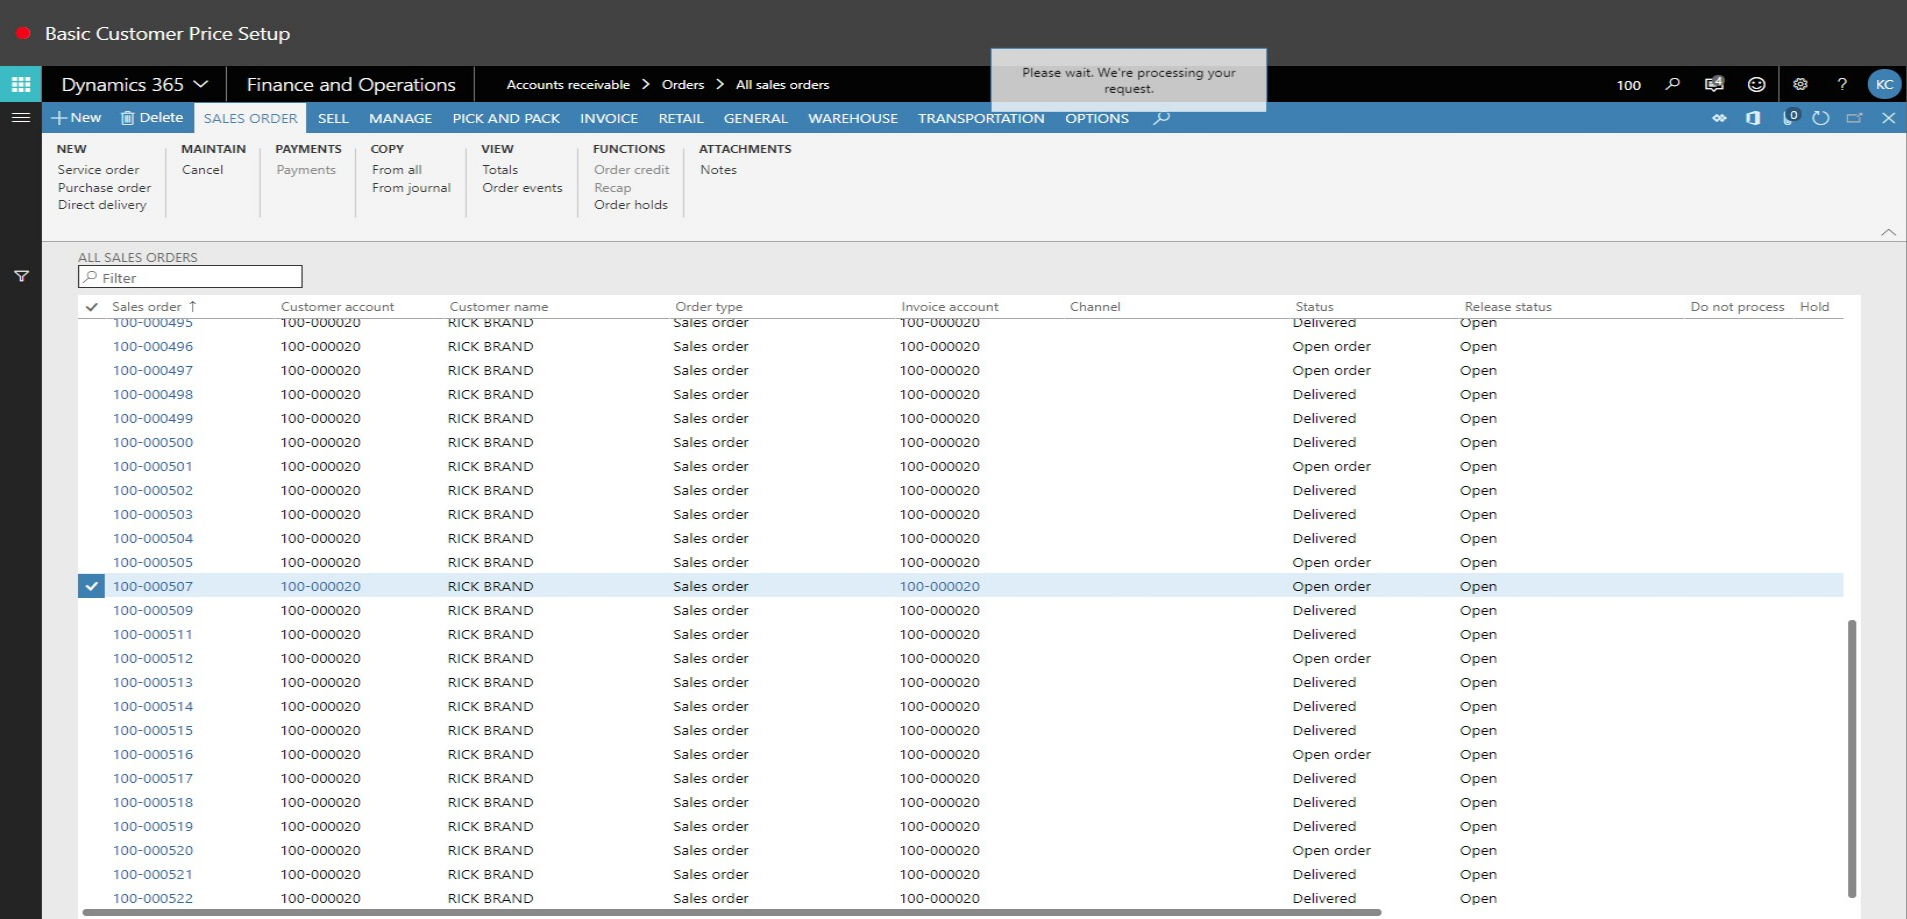 Basic Customer Price Setup
Dynamics 365 Finance and Operations Accounts receivable > Orders > All sales orders 100 4 ? KC
Please wait. We're processing your
request.
+ New Delete SALES ORDER SELL MANAGE PICK AND PACK INVOICE RETAIL GENERAL WAREHOUSE TRANSPORTATION OPTIONS 0
NEW MAINTAIN PAYMENTS COPY VIEW FUNCTIONS ATTACHMENTS
Service order Cancel Payments From all Totals Order credit Notes
Purchase order From journal Order events Recap
Direct delivery Order holds
ALL SALES ORDERS
Filter
Sales order ↑ Customer account Customer name Order type Invoice account Channel Status Release status Do not process Hold
100-000495 100-000020 RICK BRAND Sales order 100-000020 Delivered Open
100-000496 100-000020 RICK BRAND Sales order 100-000020 Open order Open
100-000497 100-000020 RICK BRAND Sales order 100-000020 Open order Open
100-000498 100-000020 RICK BRAND Sales order 100-000020 Delivered Open
100-000499 100-000020 RICK BRAND Sales order 100-000020 Delivered Open
100-000500 100-000020 RICK BRAND Sales order 100-000020 Delivered Open
100-000501 100-000020 RICK BRAND Sales order 100-000020 Open order Open
100-000502 100-000020 RICK BRAND Sales order 100-000020 Delivered Open
100-000503 100-000020 RICK BRAND Sales order 100-000020 Delivered Open
100-000504 100-000020 RICK BRAND Sales order 100-000020 Delivered Open
100-000505 100-000020 RICK BRAND Sales order 100-000020 Open order Open
100-000507 100-000020 RICK BRAND Sales order 100-000020 Open order Open
100-000509 100-000020 RICK BRAND Sales order 100-000020 Delivered Open
100-000511 100-000020 RICK BRAND Sales order 100-000020 Delivered Open
100-000512 100-000020 RICK BRAND Sales order 100-000020 Open order Open
100-000513 100-000020 RICK BRAND Sales order 100-000020 Delivered Open
100-000514 100-000020 RICK BRAND Sales order 100-000020 Delivered Open
100-000515 100-000020 RICK BRAND Sales order 100-000020 Delivered Open
100-000516 100-000020 RICK BRAND Sales order 100-000020 Open order Open
100-000517 100-000020 RICK BRAND Sales order 100-000020 Delivered Open
100-000518 100-000020 RICK BRAND Sales order 100-000020 Delivered Open
100-000519 100-000020 RICK BRAND Sales order 100-000020 Delivered Open
100-000520 100-000020 RICK BRAND Sales order 100-000020 Open order Open
100-000521 100-000020 RICK BRAND Sales order 100-000020 Delivered Open
100-000522 100-000020 RICK BRAND Sales order 100-000020 Delivered Open